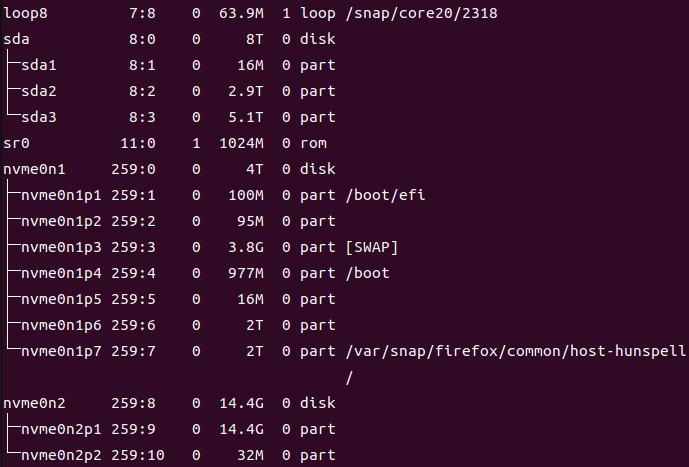 loop8 7:8 0 63.9M 1 loop /snap/core20/2318
sda 8:0 0 8T 0 disk
├─sda1 8:1 0 16M 0 part
├─sda2 8:2 0 2.9T 0 part
└─sda3 8:3 0 5.1T 0 part
sr0 11:0 1 1024M 0 rom
nvme0n1 259:0 0 4T 0 disk
├─nvme0n1p1 259:1 0 100M 0 part /boot/efi
├─nvme0n1p2 259:2 0 95M 0 part
├─nvme0n1p3 259:3 0 3.8G 0 part [SWAP]
├─nvme0n1p4 259:4 0 977M 0 part /boot
├─nvme0n1p5 259:5 0 16M 0 part
├─nvme0n1p6 259:6 0 2T 0 part
└─nvme0n1p7 259:7 0 2T 0 part /var/snap/firefox/common/host-hunspell
/
nvme0n2 259:8 0 14.4G 0 disk
├─nvme0n2p1 259:9 0 14.4G 0 part
└─nvme0n2p2 259:10 0 32M 0 part